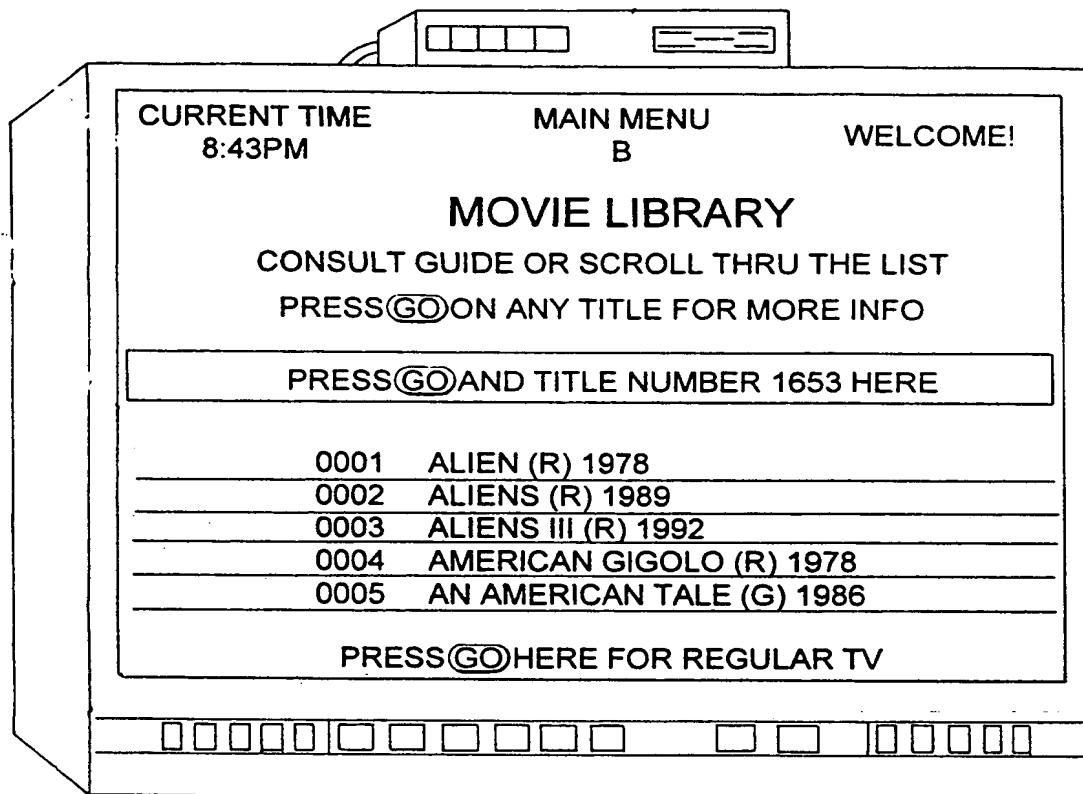 CURRENT TIME
8:43PM
MAIN MENU
B
WELCOME!
MOVIE LIBRARY
CONSULT GUIDE OR SCROLL THRU THE LIST
PRESS GO ON ANY TITLE FOR MORE INFO
PRESS GO AND TITLE NUMBER 1653 HERE
0001 ALIEN (R) 1978
0002 ALIENS (R) 1989
0003 ALIENS III (R) 1992
0004 AMERICAN GIGOLO (R) 1978
0005 AN AMERICAN TALE (G) 1986
PRESS GO HERE FOR REGULAR TV